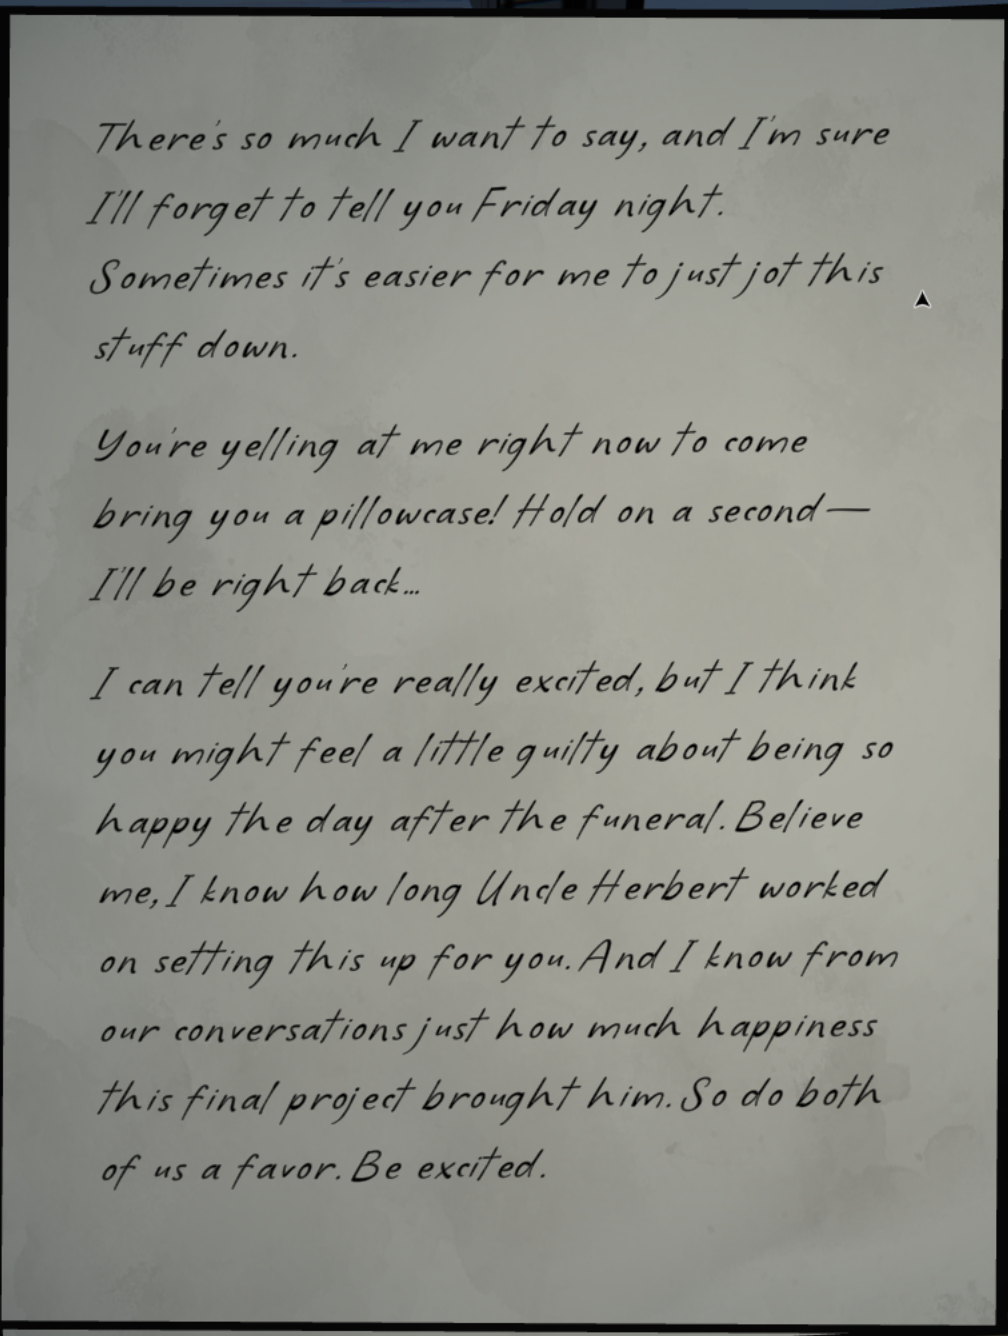 There's so much I want to say, and I'm sure
I'll forget to tell you Friday night.
Sometimes it's easier for me to just jot this
stuff down.
You're yelling at me right now to come
bring you a pillowcase! Hold on a second—
I'll be right back...
I can tell you're really excited, but I think
you might feel a little guilty about being so
happy the day after the funeral. Believe
me, I know how long Uncle Herbert worked
on setting this up for you. And I know from
our conversations just how much happiness
this final project brought him. So do both
of us a favor. Be excited.